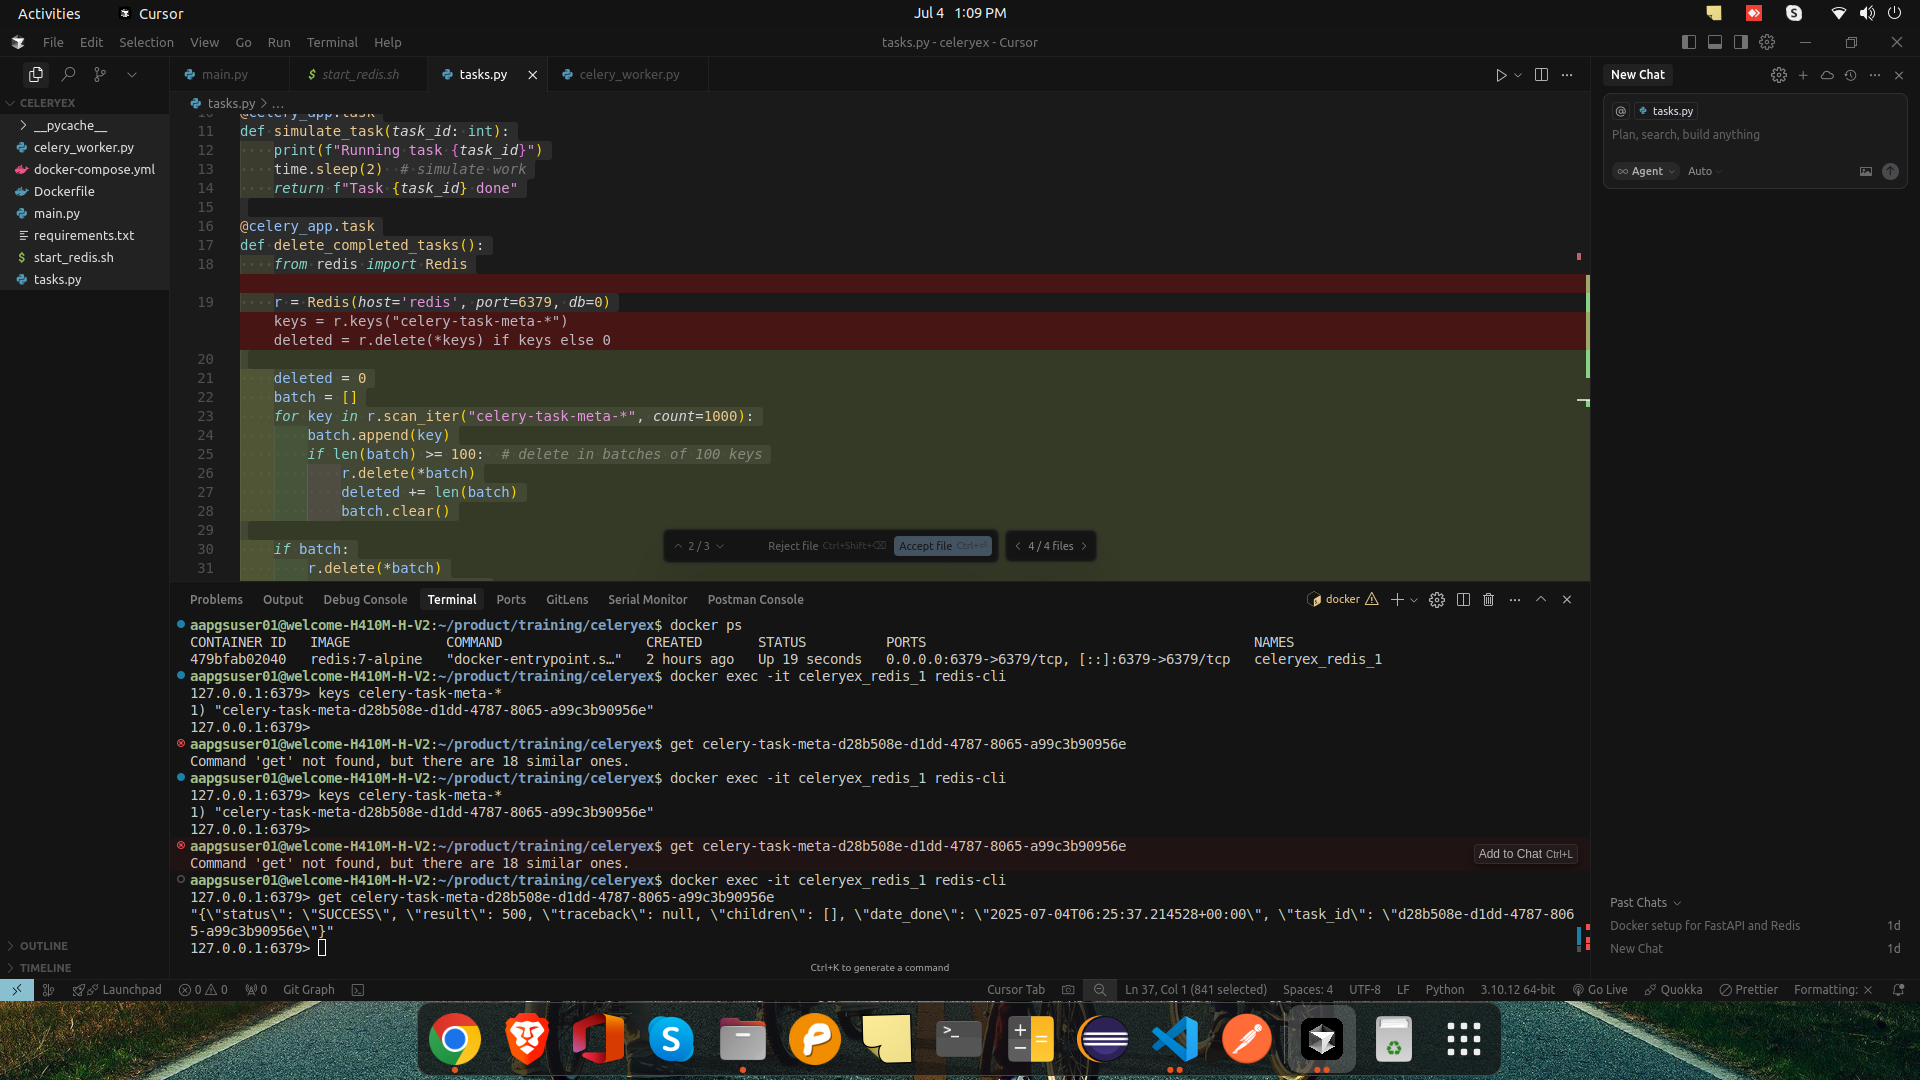 Activities
Cursor
Jul 4 1:09 PM
File Edit Selection View Go Run Terminal Help
tasks.py - celeryex - Cursor
main.py
$ start_redis.sh
tasks.py
celery_worker.py
CELERYEX
__pycache__
celery_worker.py
docker-compose.yml
Dockerfile
main.py
requirements.txt
$ start_redis.sh
tasks.py
OUTLINE
TIMELINE
tasks.py > ...
10 @celery_app.task
11 def simulate_task(task_id: int):
12 print(f"Running task {task_id}")
13 time.sleep(2) # simulate work
14 return f"Task {task_id} done"
15
16 @celery_app.task
17 def delete_completed_tasks():
18 from redis import Redis
19 r = Redis(host='redis', port=6379, db=0)
keys = r.keys("celery-task-meta-*")
deleted = r.delete(*keys) if keys else 0
20
21 deleted = 0
22 batch = []
23 for key in r.scan_iter("celery-task-meta-*", count=1000):
24 batch.append(key)
25 if len(batch) >= 100: # delete in batches of 100 keys
26 r.delete(*batch)
27 deleted += len(batch)
28 batch.clear()
29
30 if batch:
31 r.delete(*batch)
2 / 3
Reject file Ctrl+Shift+⌫
Accept file Ctrl+⏎
4 / 4 files
Problems Output Debug Console Terminal Ports GitLens Serial Monitor Postman Console
docker
aapgsuser01@welcome-H410M-H-V2:~/product/training/celeryex$ docker ps
CONTAINER ID IMAGE COMMAND CREATED STATUS PORTS NAMES
479bfab02040 redis:7-alpine "docker-entrypoint.s…" 2 hours ago Up 19 seconds 0.0.0.0:6379->6379/tcp, [::]:6379->6379/tcp celeryex_redis_1
aapgsuser01@welcome-H410M-H-V2:~/product/training/celeryex$ docker exec -it celeryex_redis_1 redis-cli
127.0.0.1:6379> keys celery-task-meta-*
1) "celery-task-meta-d28b508e-d1dd-4787-8065-a99c3b90956e"
127.0.0.1:6379>
aapgsuser01@welcome-H410M-H-V2:~/product/training/celeryex$ get celery-task-meta-d28b508e-d1dd-4787-8065-a99c3b90956e
Command 'get' not found, but there are 18 similar ones.
aapgsuser01@welcome-H410M-H-V2:~/product/training/celeryex$ docker exec -it celeryex_redis_1 redis-cli
127.0.0.1:6379> keys celery-task-meta-*
1) "celery-task-meta-d28b508e-d1dd-4787-8065-a99c3b90956e"
127.0.0.1:6379>
aapgsuser01@welcome-H410M-H-V2:~/product/training/celeryex$ get celery-task-meta-d28b508e-d1dd-4787-8065-a99c3b90956e
Command 'get' not found, but there are 18 similar ones.
Add to Chat Ctrl+L
aapgsuser01@welcome-H410M-H-V2:~/product/training/celeryex$ docker exec -it celeryex_redis_1 redis-cli
127.0.0.1:6379> get celery-task-meta-d28b508e-d1dd-4787-8065-a99c3b90956e
"{\"status\": \"SUCCESS\", \"result\": 500, \"traceback\": null, \"children\": [], \"date_done\": \"2025-07-04T06:25:37.214528+00:00\", \"task_id\": \"d28b508e-d1dd-4787-806
5-a99c3b90956e\"}"
127.0.0.1:6379>
Ctrl+K to generate a command
New Chat
@ tasks.py
Plan, search, build anything
∞ Agent
Auto
Past Chats
Docker setup for FastAPI and Redis 1d
New Chat 1d
Launchpad
0 0
0
Git Graph
Cursor Tab
Ln 37, Col 1 (841 selected)
Spaces: 4
UTF-8
LF
Python
3.10.12 64-bit
Go Live
Quokka
Prettier
Formating: ×